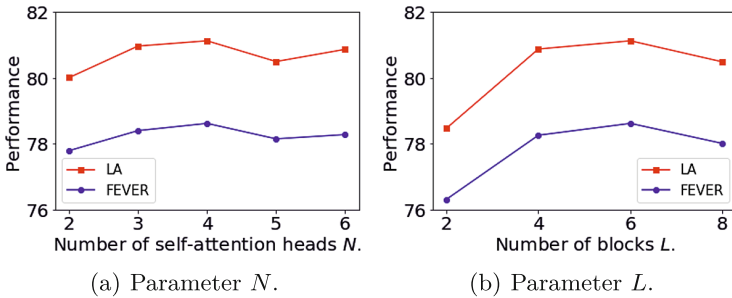 82
80
78
76
Performance
LA
FEVER
2 3 4 5 6
Number of self-attention heads N.
(a) Parameter N.
82
80
78
76
Performance
LA
FEVER
2 4 6 8
Number of blocks L.
(b) Parameter L.